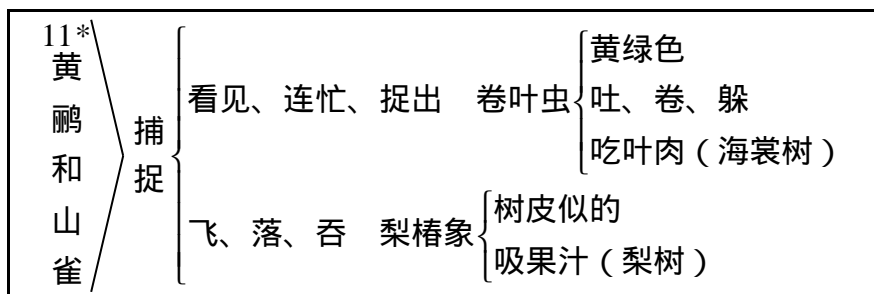 11*
黄鹂和山雀
捕捉
看见、连忙、捉出 卷叶虫
黄绿色
吐、卷、躲
吃叶肉（海裳树）
飞、落、吞 梨椿象
树皮似的
吸果汁（梨树）